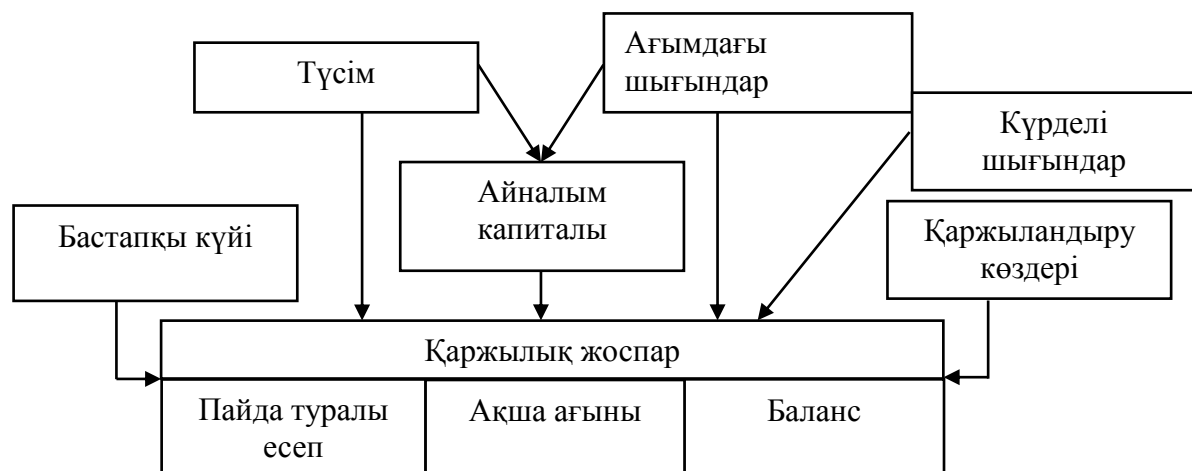 Түсім
Ағымдағы
шығындар
Күрделі
шығындар
Айналым
капиталы
Бастапқы күйі
Қаржыландыру
көздері
Қаржылық жоспар
Пайда туралы
есеп
Ақша ағыны
Баланс